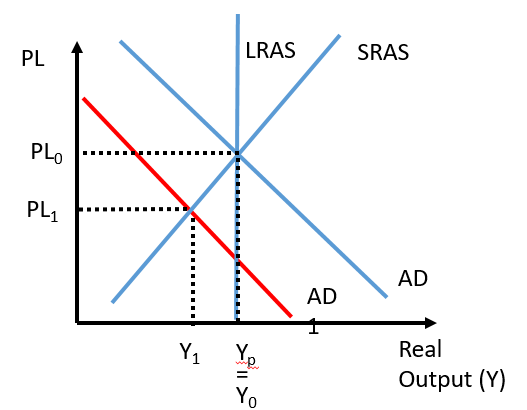 PL
LRAS
SRAS
PL₀
PL₁
AD
AD
1
Y₁
Yₚ
=
Y₀
Real
Output (Y)